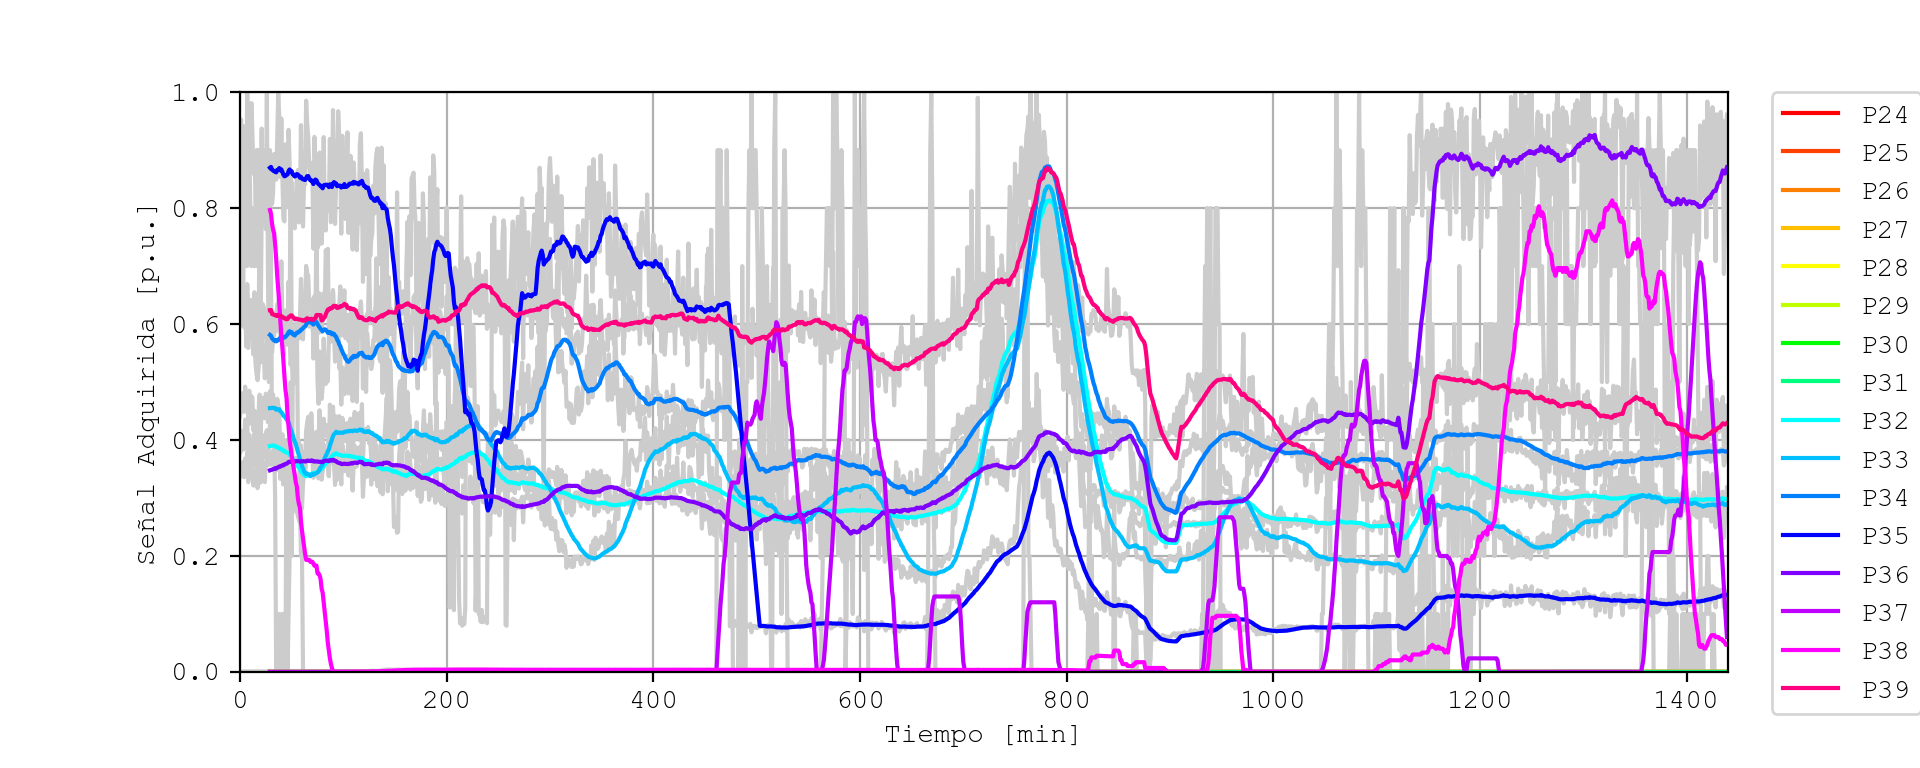 1.0
0.8
0.6
0.4
0.2
0.0
Señal Adquirida [p.u.]
0 200 400 600 800 1000 1200 1400
Tiempo [min]
P24
P25
P26
P27
P28
P29
P30
P31
P32
P33
P34
P35
P36
P37
P38
P39